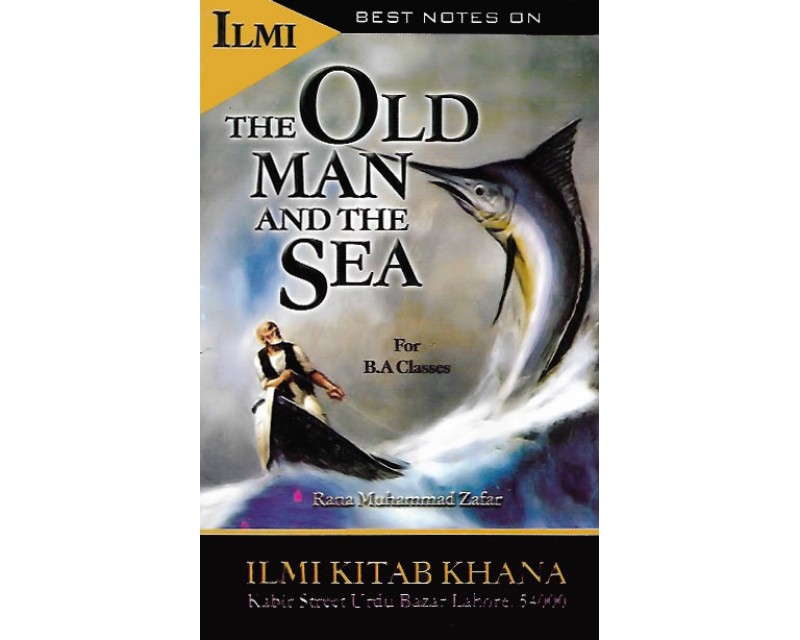 ILMI
BEST NOTES ON
THE OLD
MAN
AND THE
SEA
For
B.A Classes
Rana Muhammad Zafar
ILMI KITAB KHANA
Kabir Street Urdu Bazar Lahore. 54000